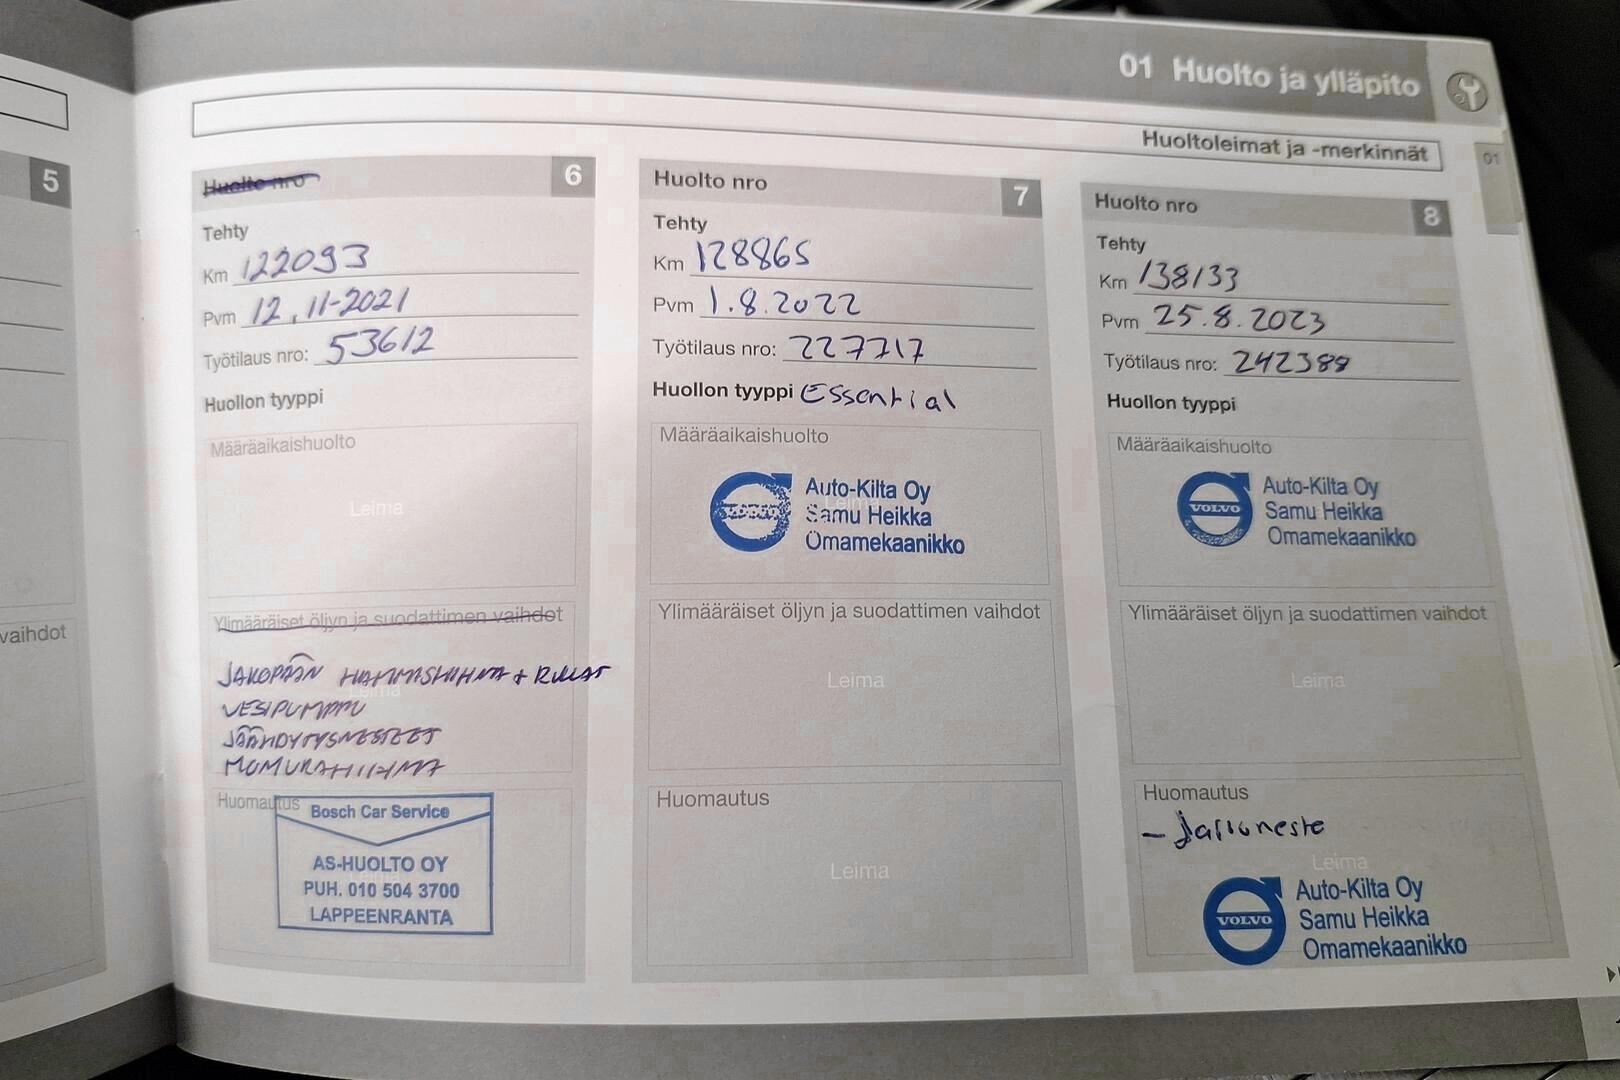 01 Huolto ja ylläpito
Huoltoleimat ja -merkinnät
01
5
vaihdot
Huolto nro 6
Tehty
Km 122093
Pvm 12.11-2021
Työtilaus nro: 53612
Huollon tyyppi
Määräaikaishuolto
Leima
Ylimääräiset öljyn ja suodattimen vaihdot
JAKOPÄÄN HAMMASHIHNA + RULLAT
Leima
VESIPUMPPU
JÄÄHDYTYSNESTEET
MONIURAHIHNA
Huomautus
Bosch Car Service
AS-HUOLTO OY
PUH. 010 504 3700
LAPPEENRANTA
Huolto nro 7
Tehty
Km 128865
Pvm 1.8.2022
Työtilaus nro: 227717
Huollon tyyppi Essential
Määräaikaishuolto
VOLVO
Auto-Kilta Oy
Leima
Samu Heikka
Omamekaanikko
Ylimääräiset öljyn ja suodattimen vaihdot
Leima
Huomautus
Leima
Huolto nro 8
Tehty
Km 138133
Pvm 25.8.2023
Työtilaus nro: 242388
Huollon tyyppi
Määräaikaishuolto
VOLVO
Auto-Kilta Oy
Samu Heikka
Omamekaanikko
Ylimääräiset öljyn ja suodattimen vaihdot
Leima
Huomautus
- Jarruneste
Leima
VOLVO
Auto-Kilta Oy
Samu Heikka
Omamekaanikko